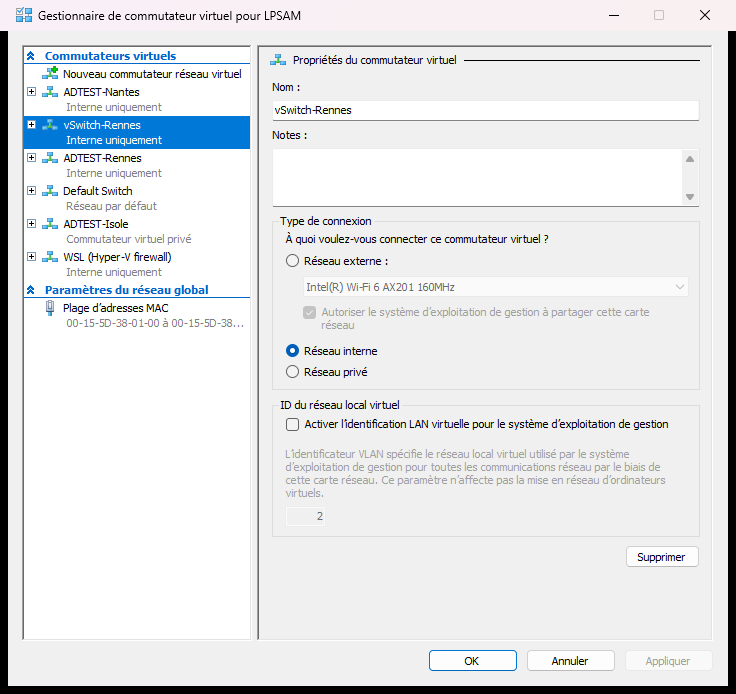 Gestionnaire de commutateur virtuel pour LPSAM
Commutateurs virtuels
Nouveau commutateur réseau virtuel
ADTEST-Nantes
Interne uniquement
vSwitch-Rennes
Interne uniquement
ADTEST-Rennes
Interne uniquement
Default Switch
Réseau par défaut
ADTEST-Isole
Commutateur virtuel privé
WSL (Hyper-V firewall)
Interne uniquement
Paramètres du réseau global
Plage d'adresses MAC
00-15-5D-38-01-00 à 00-15-5D-38...
Propriétés du commutateur virtuel
Nom :
vSwitch-Rennes
Notes :
Type de connexion
À quoi voulez-vous connecter ce commutateur virtuel ?
Réseau externe :
Intel(R) Wi-Fi 6 AX201 160MHz
Autoriser le système d'exploitation de gestion à partager cette carte
réseau
Réseau interne
Réseau privé
ID du réseau local virtuel
Activer l'identification LAN virtuelle pour le système d'exploitation de gestion
L'identificateur VLAN spécifie le réseau local virtuel utilisé par le système
d'exploitation de gestion pour toutes les communications réseau par le biais de
cette carte réseau. Ce paramètre n'affecte pas la mise en réseau d'ordinateurs
virtuels.
2
Supprimer
OK
Annuler
Appliquer